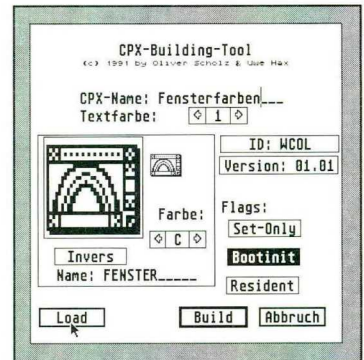 CPX-Building-Tool
(c) 1991 by Oliver Scholz & Uwe Hax
CPX-Name: Fensterfarben___
Textfarbe: 1
ID: WCOL
Version: 01.01
Farbe:
C
Flags:
Set-Only
Bootinit
Resident
Invers
Name: FENSTER_____
Load
Build
Abbruch